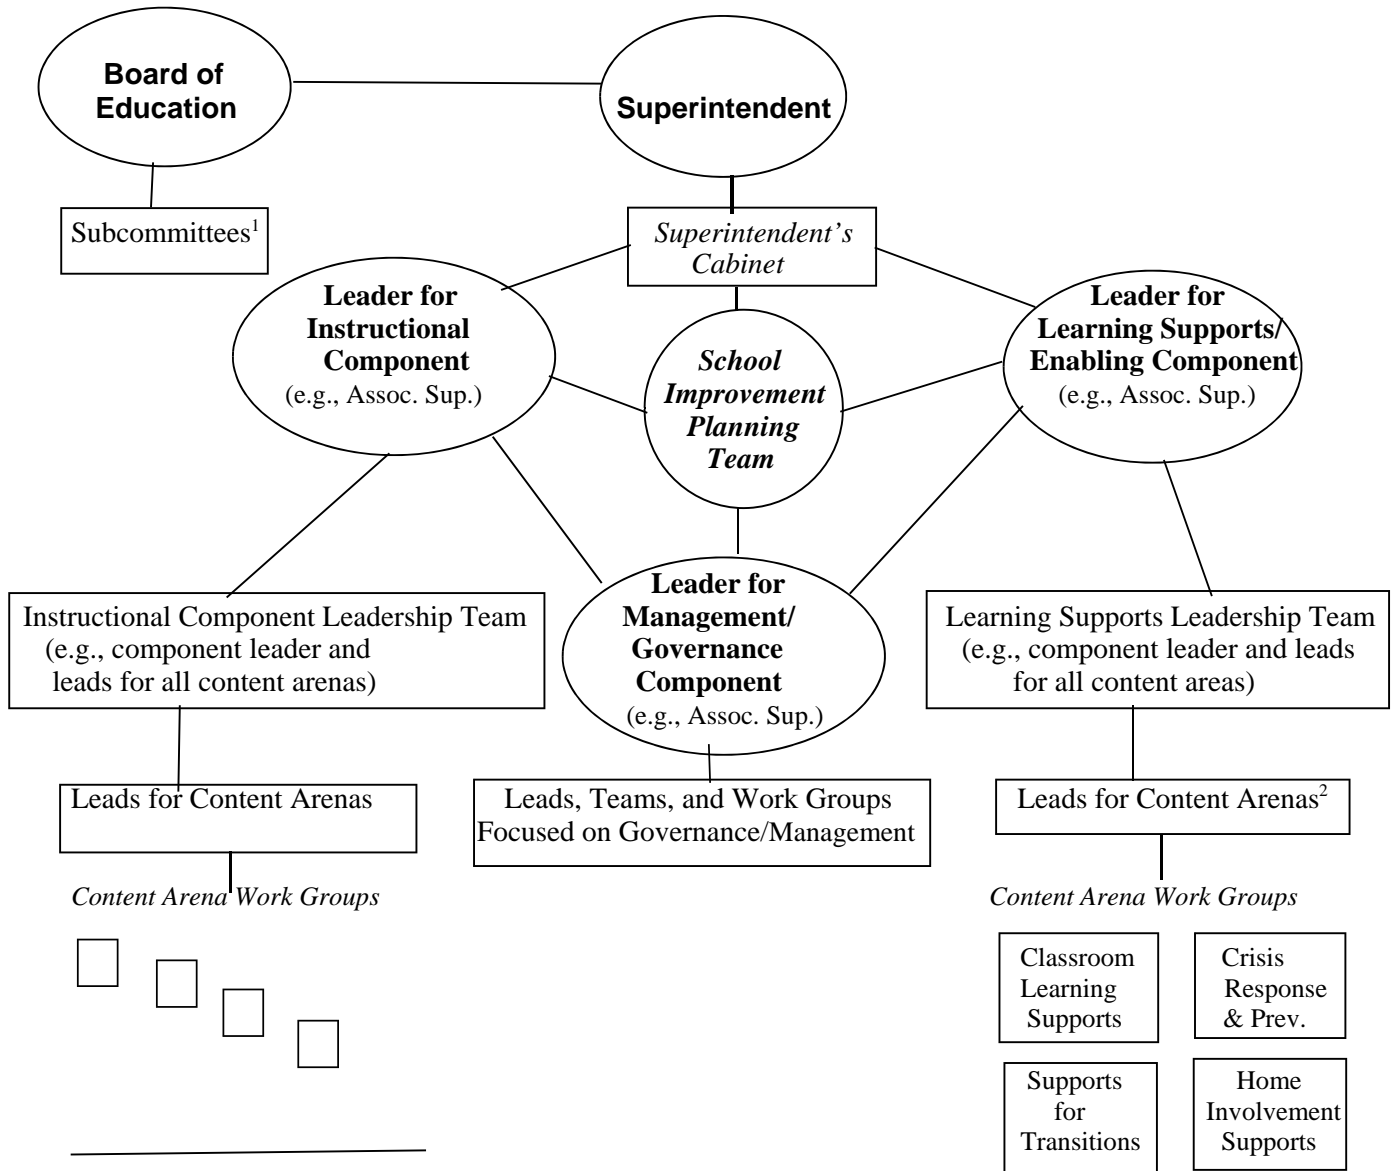 Board of
Education
Superintendent
Subcommittees¹
Superintendent's
Cabinet
Leader for
Instructional
Component
(e.g., Assoc. Sup.)
School
Improvement
Planning
Team
Leader for
Learning Supports/
Enabling Component
(e.g., Assoc. Sup.)
Instructional Component Leadership Team
(e.g., component leader and
leads for all content arenas)
Leader for
Management/
Governance
Component
(e.g., Assoc. Sup.)
Learning Supports Leadership Team
(e.g., component leader and leads
for all content areas)
Leads for Content Arenas
Leads, Teams, and Work Groups
Focused on Governance/Management
Leads for Content Arenas²
Content Arena Work Groups
Content Arena Work Groups
Classroom
Learning
Supports
Crisis
Response
& Prev.
Supports
for
Transitions
Home
Involvement
Supports